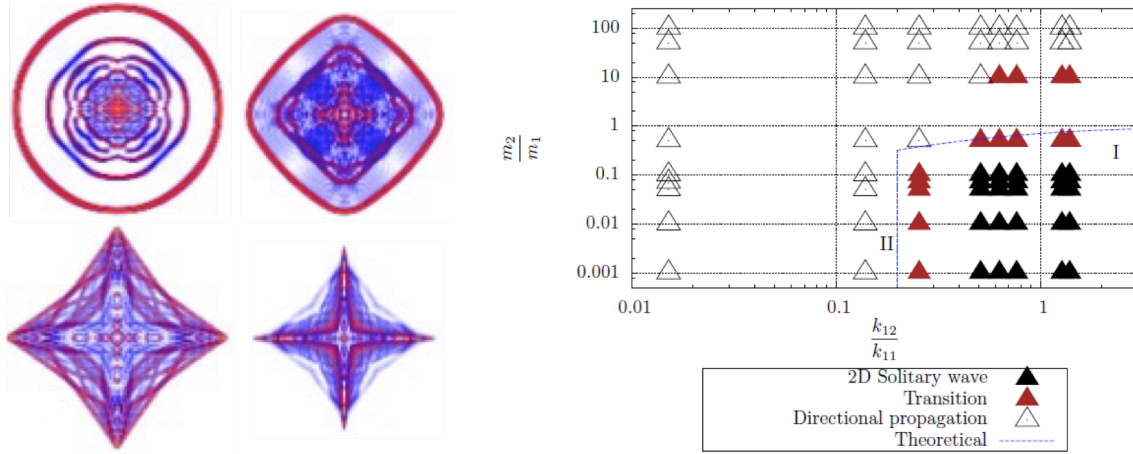 100
10
1
0.1
0.01
0.001
m2
m1
I
II
0.01
0.1
1
k12
k11
2D Solitary wave
Transition
Directional propagation
Theoretical